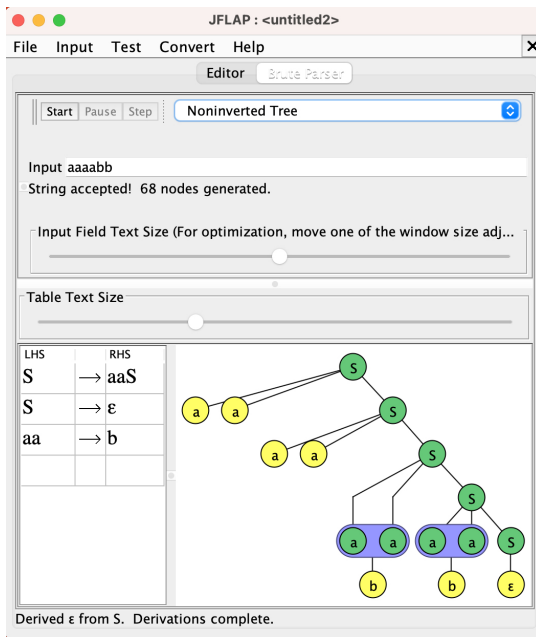 JFLAP : <untitled2>
File Input Test Convert Help
Editor Brute Parser
Start Pause Step Noninverted Tree
Input aaaabb
String accepted! 68 nodes generated.
Input Field Text Size (For optimization, move one of the window size adj...
Table Text Size
LHS RHS
S → aaS
S → ε
aa → b
S
a a S
a a S
S
a a a a S
b b ε
Derived ε from S. Derivations complete.